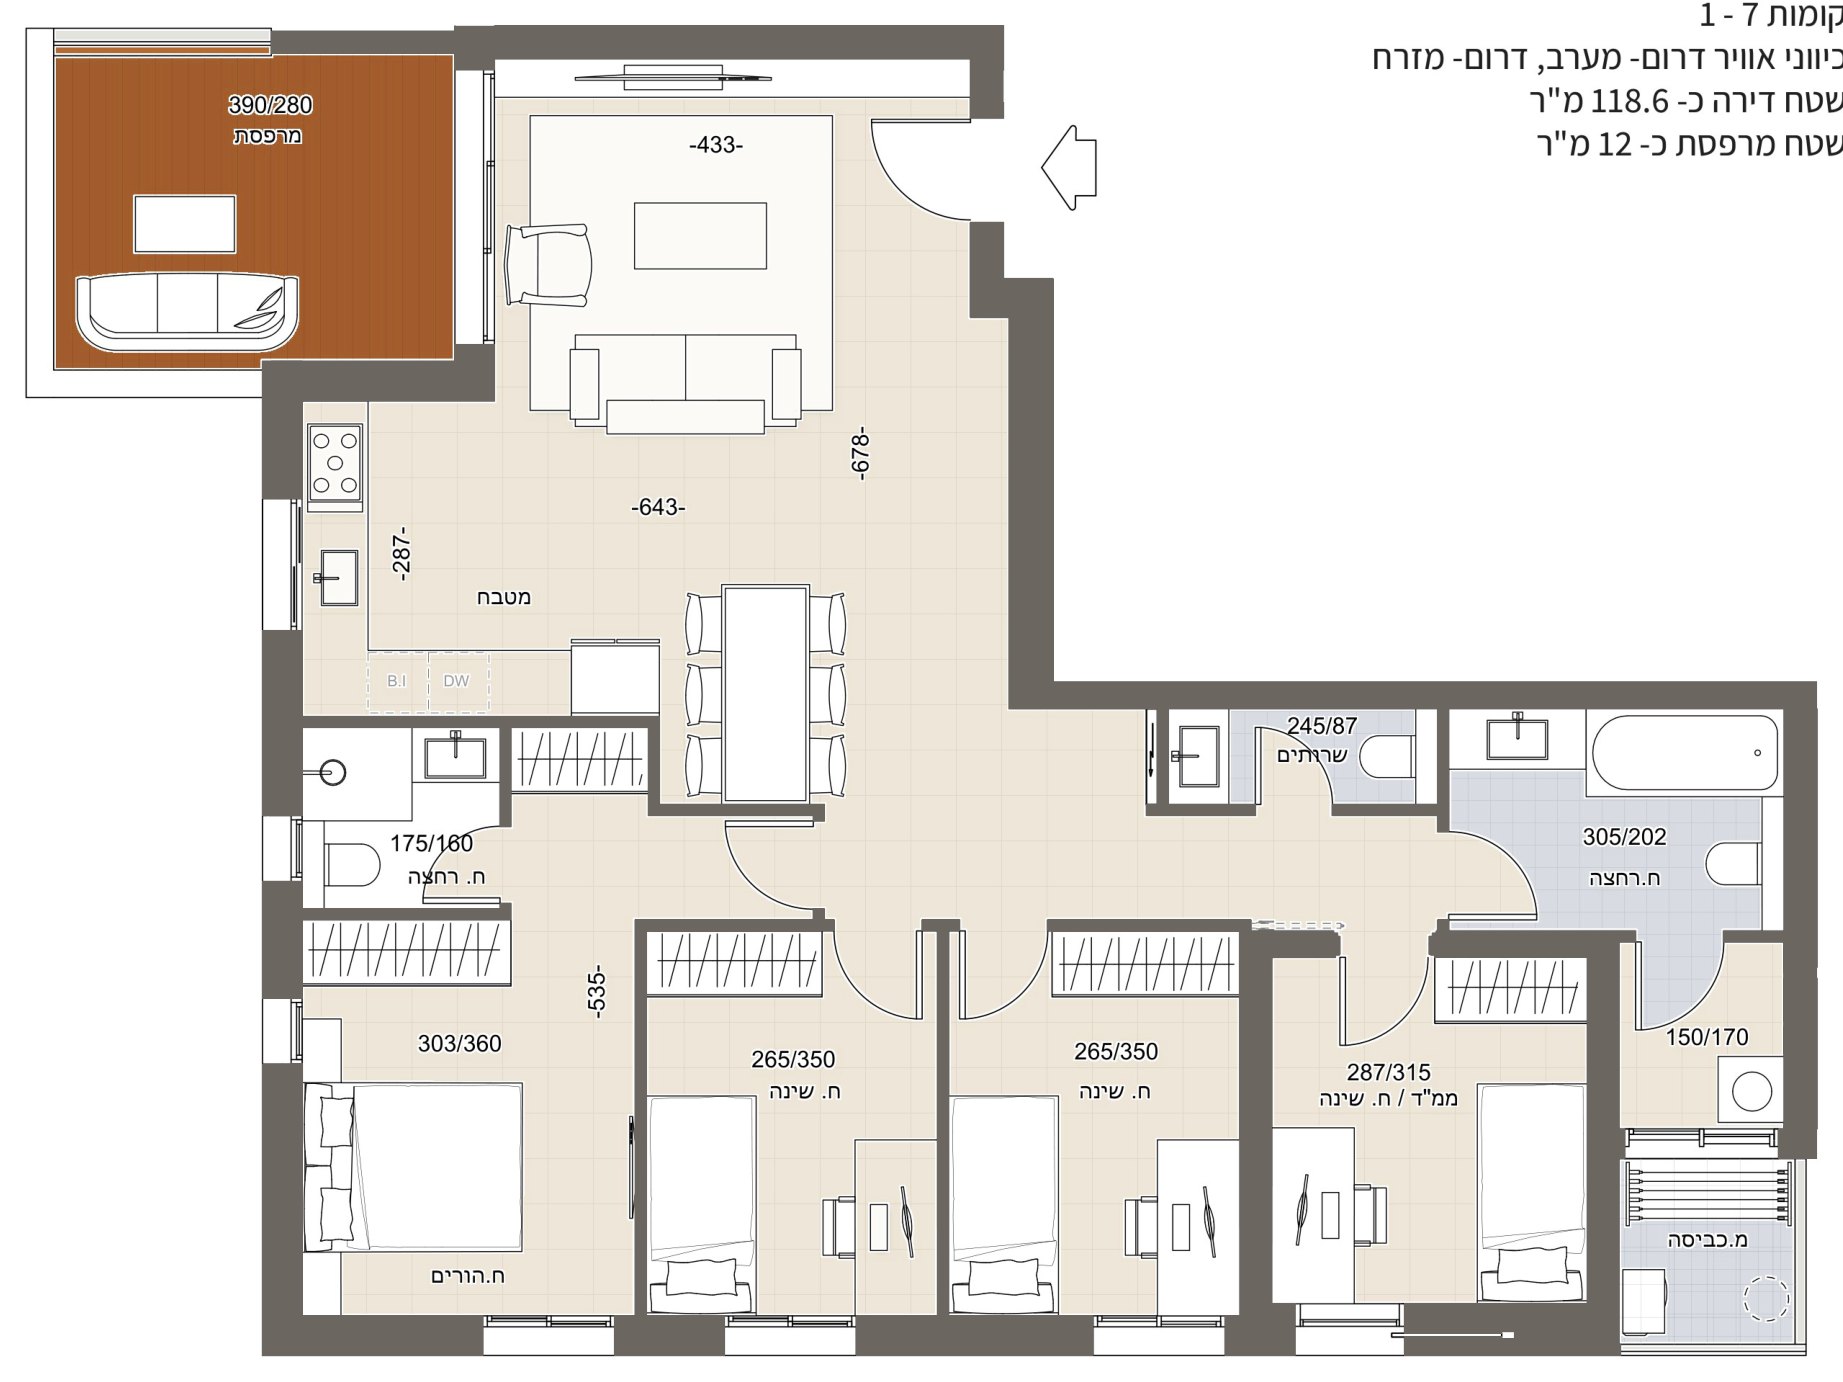 קומות 7 - 1
כיווני אוויר דרום- מערב, דרום- מזרח
שטח דירה כ- 118.6 מ"ר
שטח מרפסת כ- 12 מ"ר
390/280
מרפסת
-433-
-678-
-643-
-287-
מטבח
B.I
DW
245/87
שרותים
175/160
ח. רחצה
305/202
ח.רחצה
-535-
303/360
ח.הורים
265/350
ח. שינה
265/350
ח. שינה
287/315
ממ"ד / ח. שינה
150/170
מ.כביסה